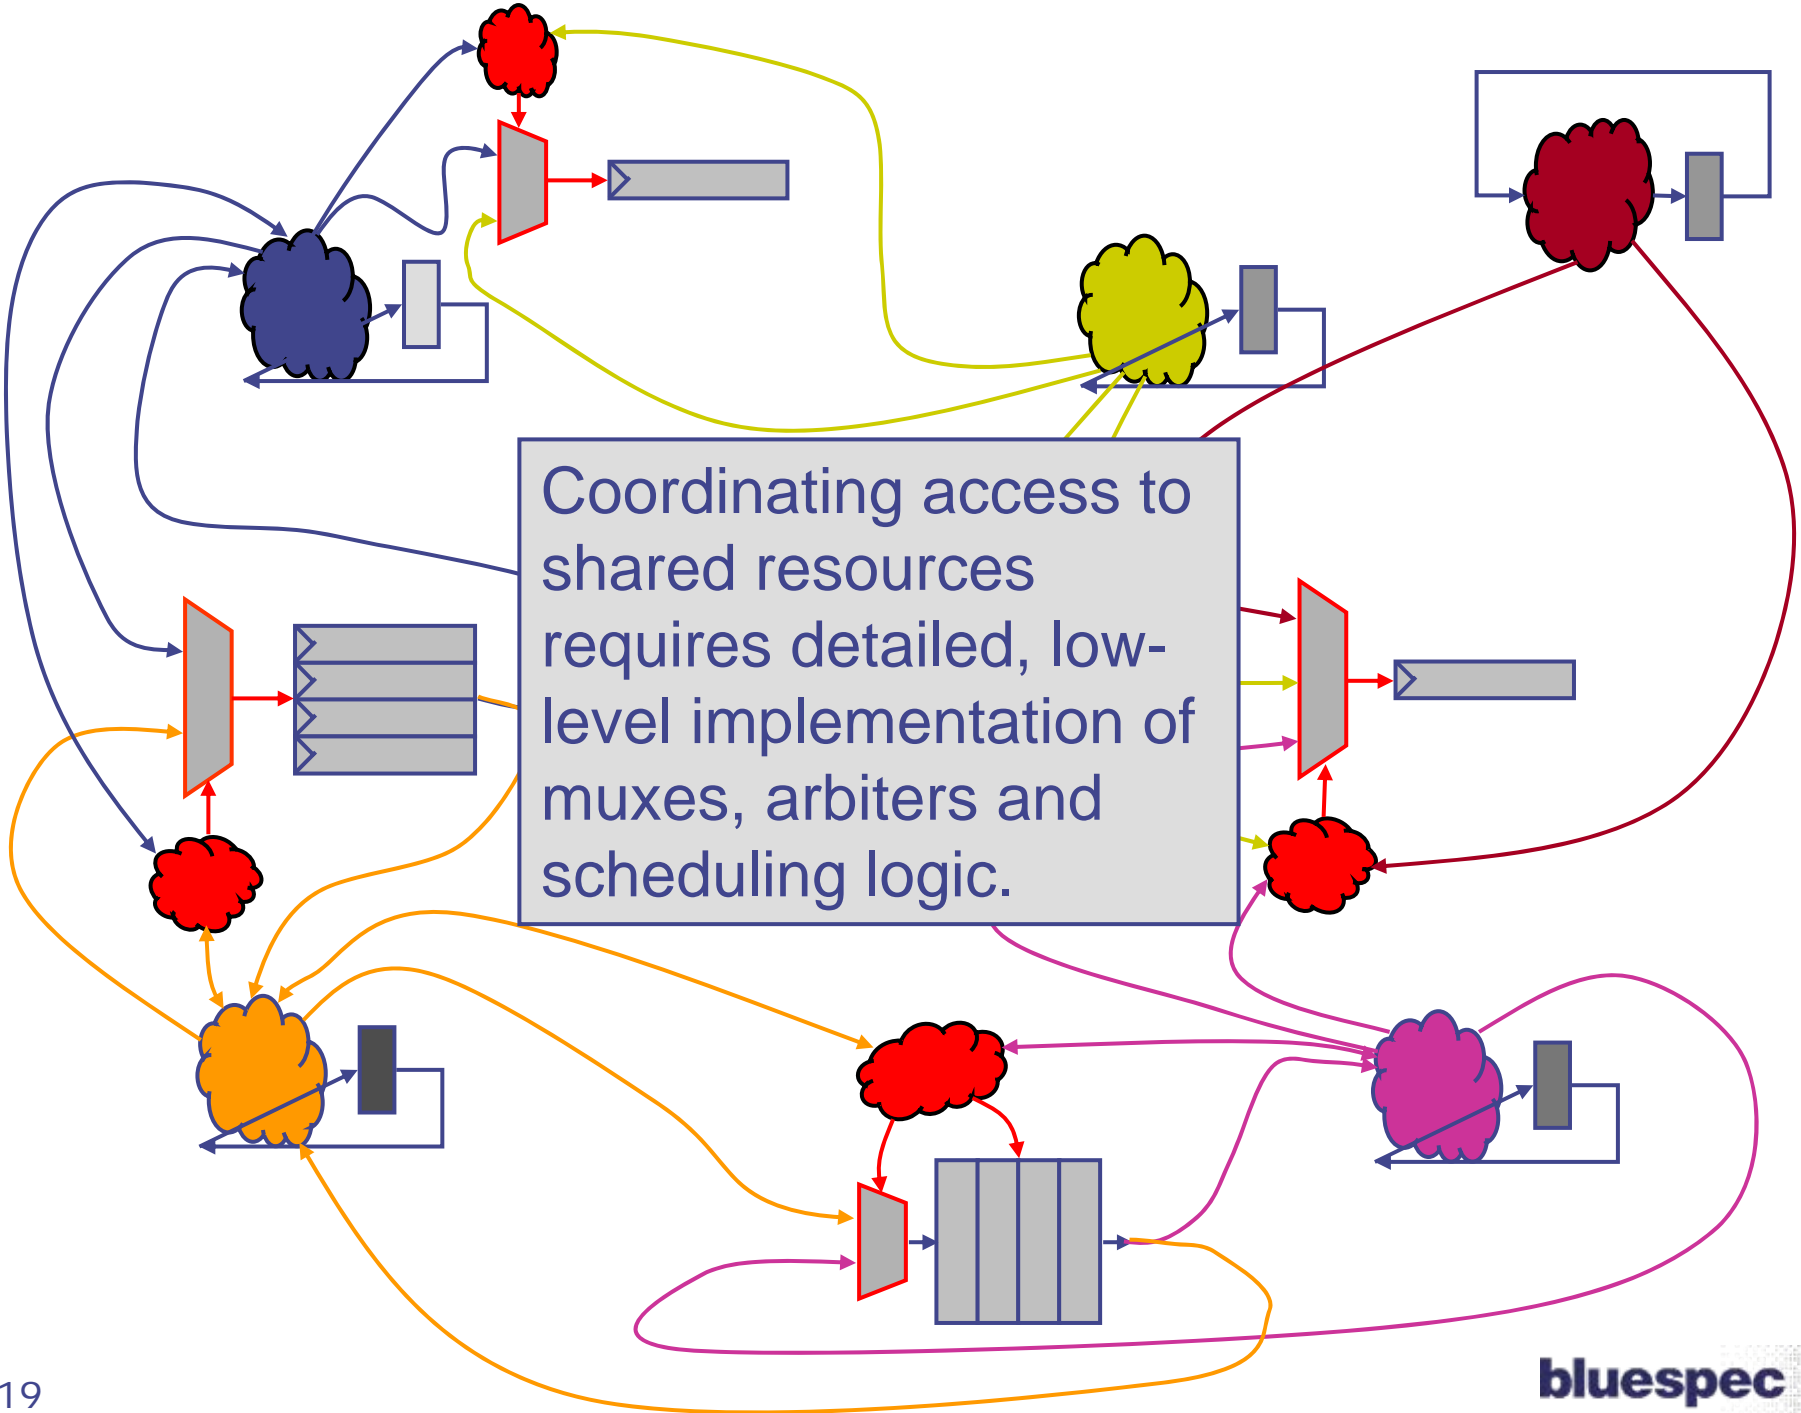 Coordinating access to
shared resources
requires detailed, low-
level implementation of
muxes, arbiters and
scheduling logic.
19
bluespec